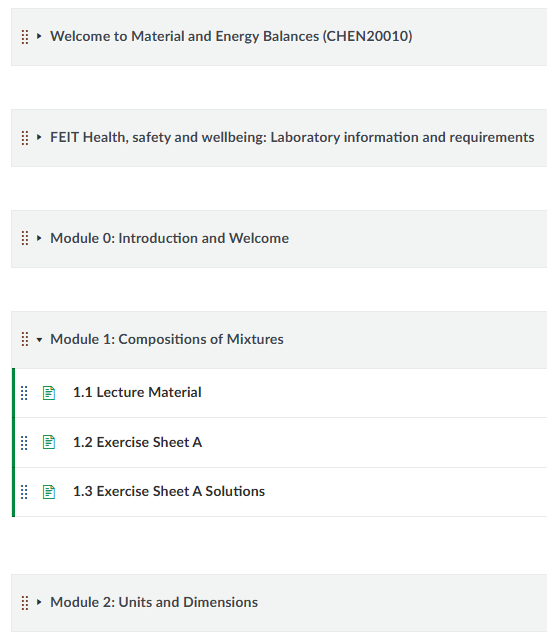 Welcome to Material and Energy Balances (CHEN20010)
FEIT Health, safety and wellbeing: Laboratory information and requirements
Module 0: Introduction and Welcome
Module 1: Compositions of Mixtures
1.1 Lecture Material
1.2 Exercise Sheet A
1.3 Exercise Sheet A Solutions
Module 2: Units and Dimensions